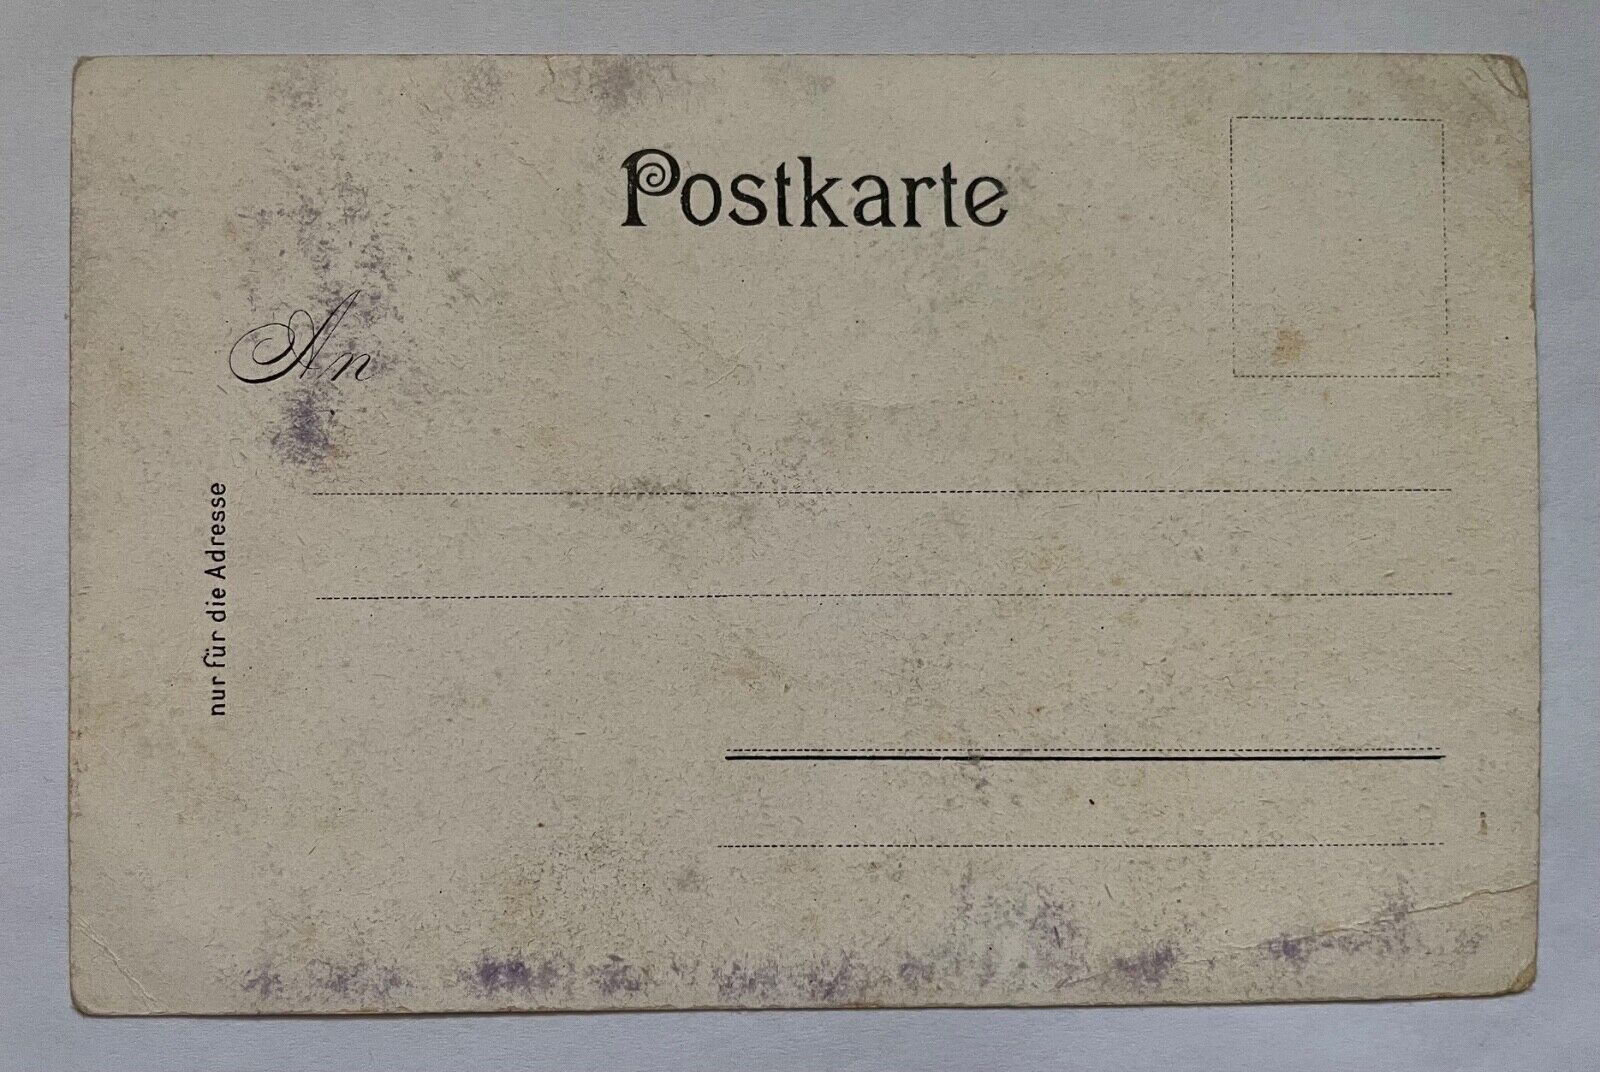 Postkarte
An
nur für die Adresse